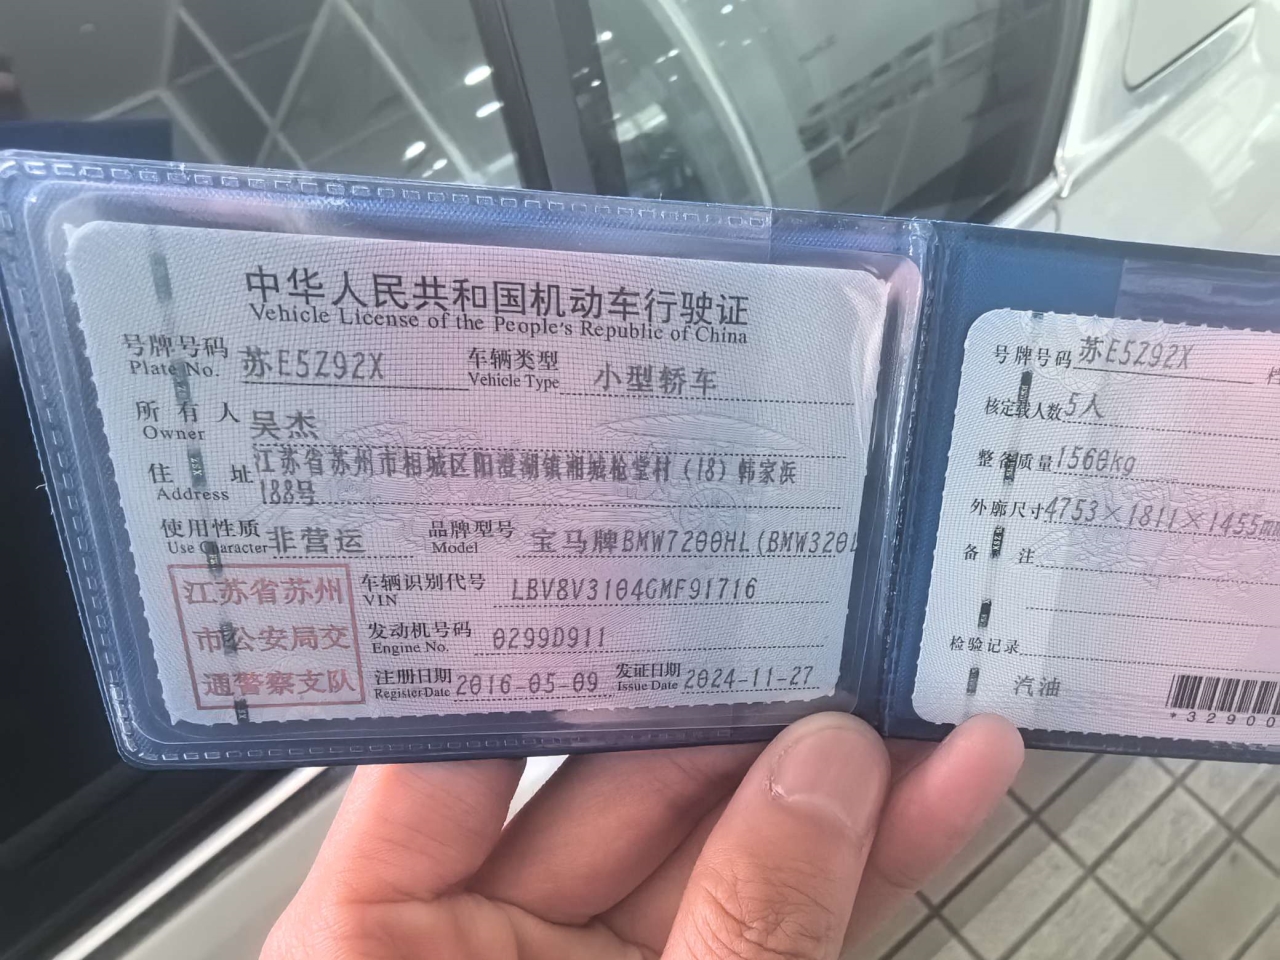 中华人民共和国机动车行驶证
Vehicle License of the People's Republic of China
号牌号码 苏E5Z92X 车辆类型 小型轿车
Plate No. Vehicle Type
所有人 吴杰
Owner
住址 江苏省苏州市相城区阳澄湖镇湘城枪堂村(18)韩家浜
Address 188号
使用性质 非营运 品牌型号 宝马牌BMW7200HL(BMW320L
Use Character Model
江苏省苏州
市公安局交
通警察支队
车辆识别代号 LBV8V3104GMF91716
VIN
发动机号码 0299D911
Engine No.
注册日期 2016-05-09 发证日期 2024-11-27
Register Date Issue Date
号牌号码 苏E5Z92X
核定载人数 5人
整备质量 1560kg
外廓尺寸 4753×1811×1455mm
备注
检验记录
汽油
*32900